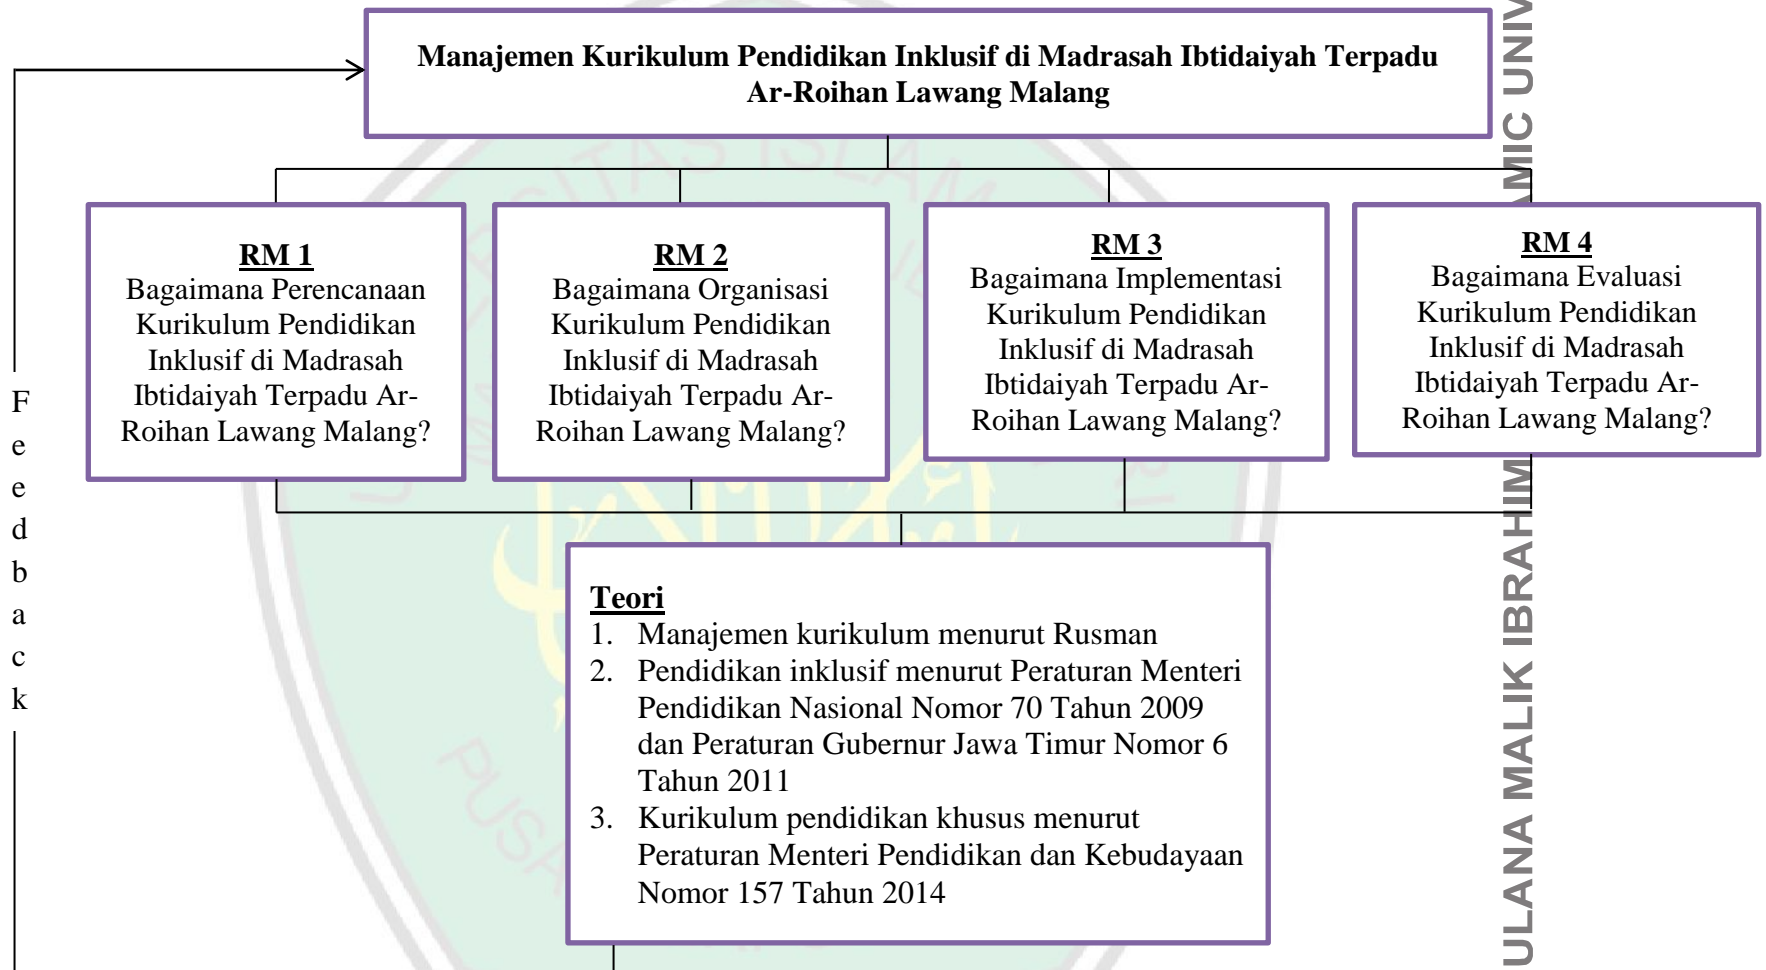 Manajemen Kurikulum Pendidikan Inklusif di Madrasah Ibtidaiyah Terpadu
Ar-Roihan Lawang Malang
RM 1
Bagaimana Perencanaan
Kurikulum Pendidikan
Inklusif di Madrasah
Ibtidaiyah Terpadu Ar-
Roihan Lawang Malang?
RM 2
Bagaimana Organisasi
Kurikulum Pendidikan
Inklusif di Madrasah
Ibtidaiyah Terpadu Ar-
Roihan Lawang Malang?
RM 3
Bagaimana Implementasi
Kurikulum Pendidikan
Inklusif di Madrasah
Ibtidaiyah Terpadu Ar-
Roihan Lawang Malang?
RM 4
Bagaimana Evaluasi
Kurikulum Pendidikan
Inklusif di Madrasah
Ibtidaiyah Terpadu Ar-
Roihan Lawang Malang?
Feedback
Teori
1. Manajemen kurikulum menurut Rusman
2. Pendidikan inklusif menurut Peraturan Menteri
Pendidikan Nasional Nomor 70 Tahun 2009
dan Peraturan Gubernur Jawa Timur Nomor 6
Tahun 2011
3. Kurikulum pendidikan khusus menurut
Peraturan Menteri Pendidikan dan Kebudayaan
Nomor 157 Tahun 2014
ULANA MALIK IBRAHIM
AMIC UNIV